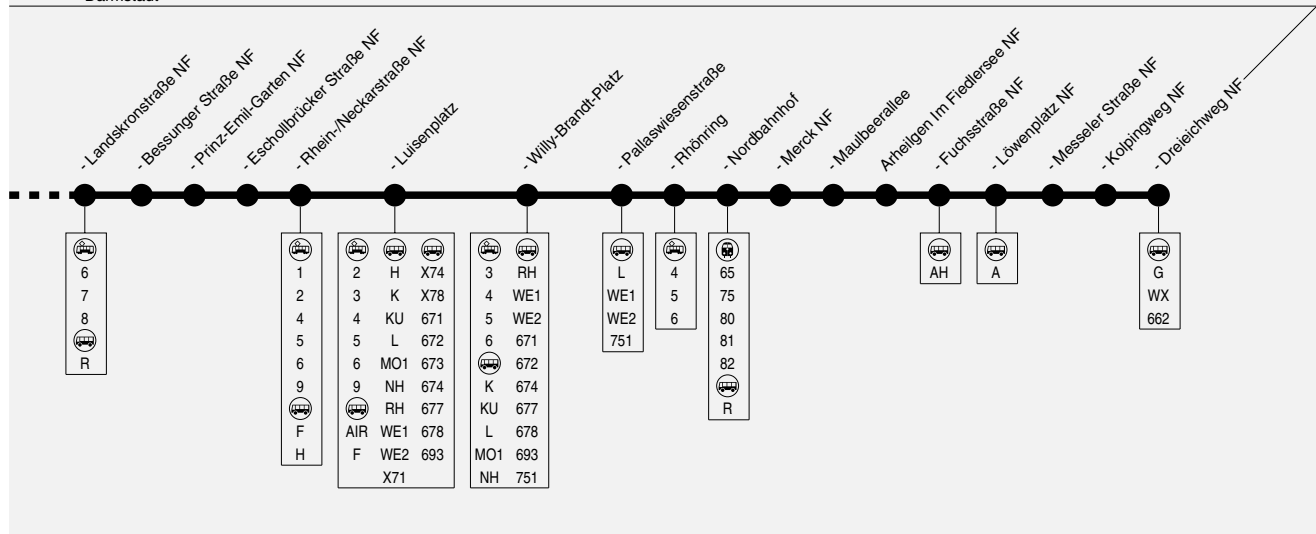 Darmstadt
- Landskronstraße NF
- Bessunger Straße NF
- Prinz-Emil-Garten NF
- Eschollbrücker Straße NF
- Rhein-/Neckarstraße NF
- Luisenplatz
- Willy-Brandt-Platz
- Pallaswiesenstraße
- Rhönring
- Nordbahnhof
- Merck NF
- Maulbeerallee
Arheilgen Im Fiedlersee NF
- Fuchsstraße NF
- Löwenplatz NF
- Messeler Straße NF
- Kolpingweg NF
- Dreieichweg NF
6
7
8
R
1
2
4
5
6
9
F
H
2 H X74
3 K X78
4 KU 671
5 L 672
6 MO1 673
9 NH 674
RH 677
AIR WE1 678
F WE2 693
X71
3 RH
4 WE1
5 WE2
6 671
672
K 674
KU 677
L 678
MO1 693
NH 751
L
WE1
WE2
751
4
5
6
65
75
80
81
82
R
AH
A
G
WX
662